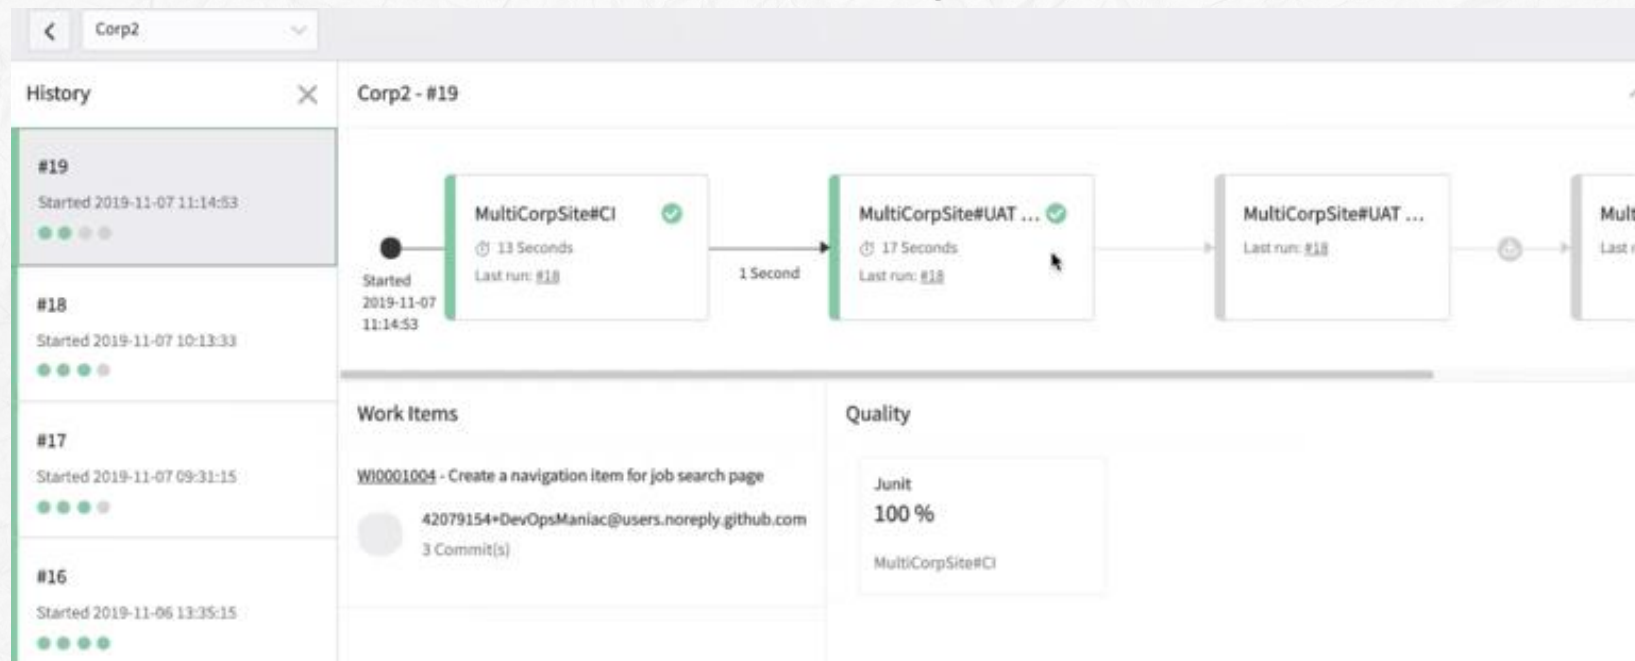 Corp2
History
Corp2 - #19
#19
Started 2019-11-07 11:14:53
#18
Started 2019-11-07 10:13:33
#17
Started 2019-11-07 09:31:15
#16
Started 2019-11-06 13:35:15
Started
2019-11-07
11:14:53
MultiCorpSite#CI
13 Seconds
Last run: #18
1 Second
MultiCorpSite#UAT ...
17 Seconds
Last run: #18
MultiCorpSite#UAT ...
Last run: #18
Mult
Last r
Work Items
WI0001004 - Create a navigation item for job search page
42079154+DevOpsManiac@users.noreply.github.com
3 Commit(s)
Quality
Junit
100 %
MultiCorpSite#CI